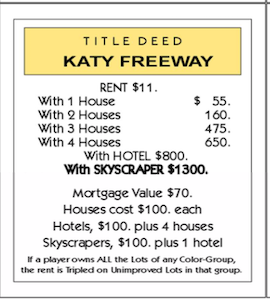 TITLE DEED
KATY FREEWAY
RENT $11.
With 1 House $ 55.
With 2 Houses 160.
With 3 Houses 475.
With 4 Houses 650.
With HOTEL $800.
With SKYSCRAPER $1300.
Mortgage Value $70.
Houses cost $100. each
Hotels, $100. plus 4 houses
Skyscrapers, $100. plus 1 hotel
If a player owns ALL the Lots of any Color-Group,
the rent is Tripled on Unimproved Lots in that group.